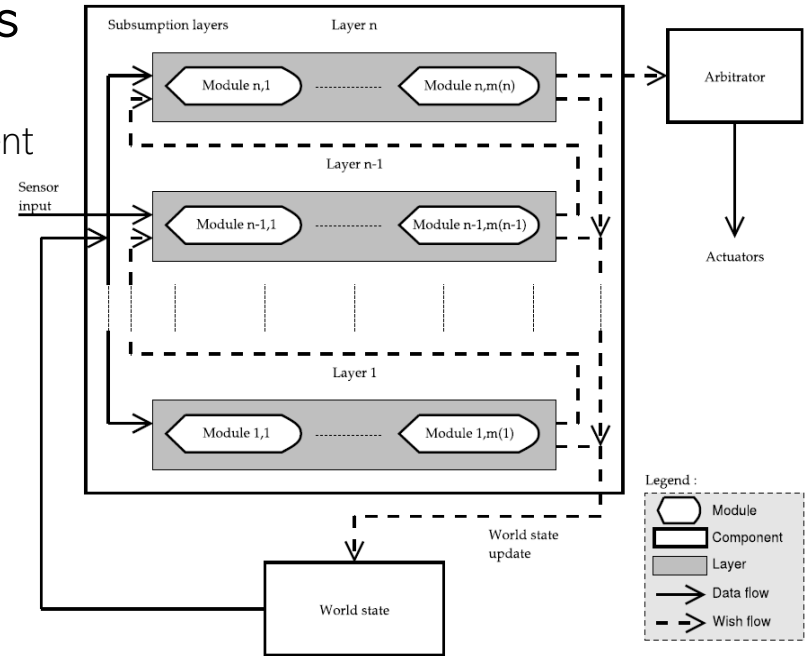 s
nt
Subsumption layers
Layer n
Module n,1
Module n,m(n)
Arbitrator
Layer n-1
Sensor
input
Module n-1,1
Module n-1,m(n-1)
Actuators
Layer 1
Module 1,1
Module 1,m(1)
World state
update
World state
Legend :
Module
Component
Layer
Data flow
Wish flow